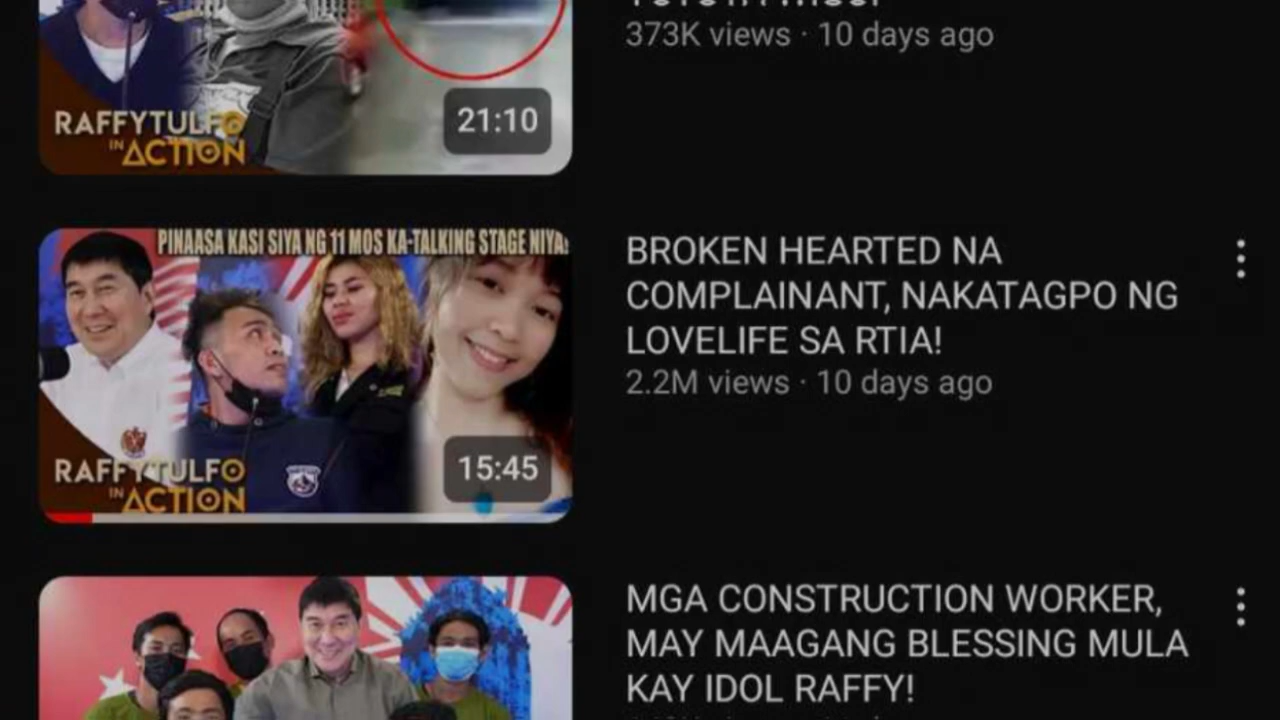 373K views · 10 days ago
RAFFYTULFO
IN ACTION
21:10
PINAASA KASI SIYA NG 11 MOS KA-TALKING STAGE NIYA!
RAFFYTULFO
IN ACTION
15:45
BROKEN HEARTED NA
COMPLAINANT, NAKATAGPO NG
LOVELIFE SA RTIA!
2.2M views · 10 days ago
MGA CONSTRUCTION WORKER,
MAY MAAGANG BLESSING MULA
KAY IDOL RAFFY!